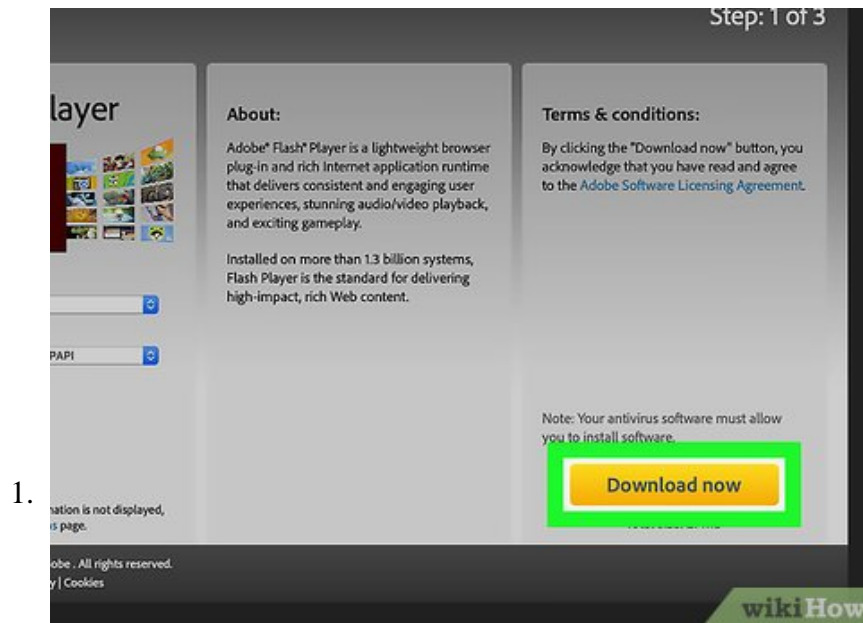 Step: 1 of 3
layer
About:
Adobe® Flash® Player is a lightweight browser
plug-in and rich Internet application runtime
that delivers consistent and engaging user
experiences, stunning audio/video playback,
and exciting gameplay.
Installed on more than 1.3 billion systems,
Flash Player is the standard for delivering
high-impact, rich Web content.
Terms & conditions:
By clicking the "Download now" button, you
acknowledge that you have read and agree
to the Adobe Software Licensing Agreement.
PAPI
Note: Your antivirus software must allow
you to install software.
Download now
1.
mation is not displayed,
s page.
obe . All rights reserved.
y | Cookies
wikiHow